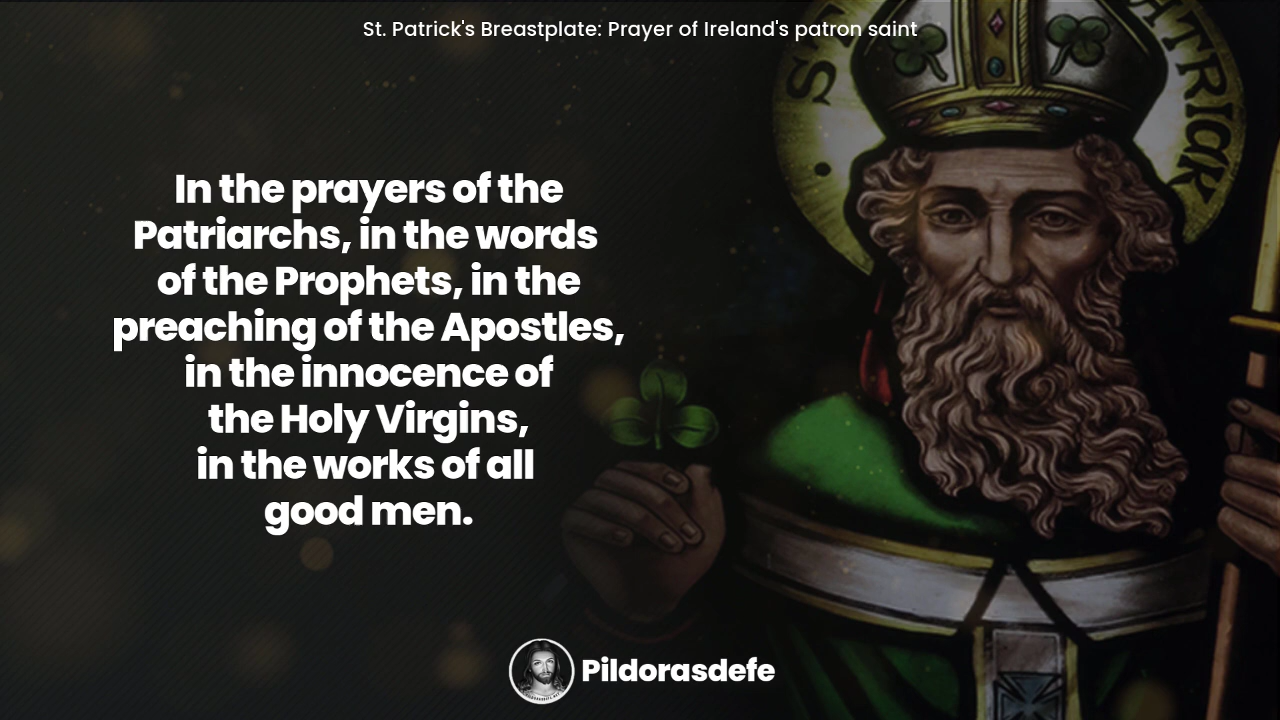 St. Patrick's Breastplate: Prayer of Ireland's patron saint
In the prayers of the
Patriarchs, in the words
of the Prophets, in the
preaching of the Apostles,
in the innocence of
the Holy Virgins,
in the works of all
good men.
Pildorasdefe